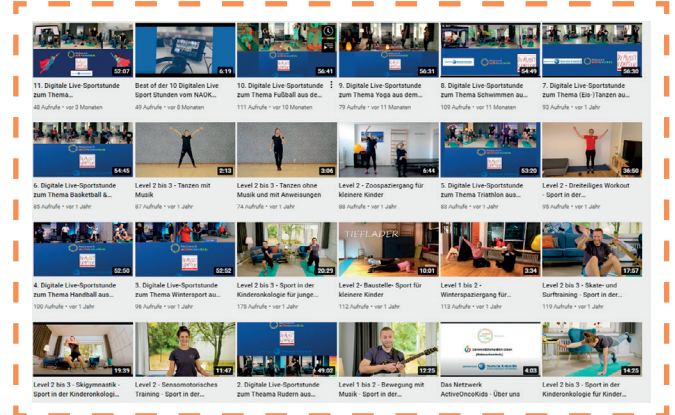 52:07
6:19
56:41
56:31
54:49
56:30
11. Digitale Live-Sportstunde
zum Thema...
48 Aufrufe • vor 3 Monaten
Best of der 10 Digitalen Live
Sport Stunden vom NAOK...
49 Aufrufe • vor 10 Monaten
10. Digitale Live-Sportstunde
zum Thema Fußball aus de...
111 Aufrufe • vor 10 Monaten
9. Digitale Live-Sportstunde
zum Thema Yoga aus dem...
79 Aufrufe • vor 11 Monaten
8. Digitale Live-Sportstunde
zum Thema Schwimmen au...
109 Aufrufe • vor 11 Monaten
7. Digitale Live-Sportstunde
zum Thema (Eis-)Tanzen au...
93 Aufrufe • vor 1 Jahr
54:45
2:13
3:06
6:44
53:20
36:50
6. Digitale Live-Sportstunde
zum Thema Basketball &...
85 Aufrufe • vor 1 Jahr
Level 2 bis 3 - Tanzen mit
Musik
67 Aufrufe • vor 1 Jahr
Level 2 bis 3 - Tanzen ohne
Musik und mit Anweisungen
74 Aufrufe • vor 1 Jahr
Level 2 - Zoospaziergang für
kleinere Kinder
88 Aufrufe • vor 1 Jahr
5. Digitale Live-Sportstunde
zum Thema Triathlon aus...
83 Aufrufe • vor 1 Jahr
Level 2 - Dreiteiliges Workout
- Sport in der...
95 Aufrufe • vor 1 Jahr
TIEFLADER
52:50
52:52
20:29
10:01
3:34
17:57
4. Digitale Live-Sportstunde
zum Thema Handball aus...
100 Aufrufe • vor 1 Jahr
3. Digitale Live-Sportstunde
zum Thema Wintersport au...
96 Aufrufe • vor 1 Jahr
Level 2 bis 3 - Sport in der
Kinderonkologie für junge...
178 Aufrufe • vor 1 Jahr
Level 2- Baustelle- Sport für
kleinere Kinder
112 Aufrufe • vor 1 Jahr
Level 1 bis 2 -
Winterspaziergang für...
113 Aufrufe • vor 1 Jahr
Level 2 bis 3 - Skate- und
Surftraining - Sport in der...
119 Aufrufe • vor 1 Jahr
19:39
11:47
49:02
12:25
4:03
14:25
Level 2 bis 3 - Skigymnastik -
Sport in der Kinderonkologi...
Level 2 - Sensomotorisches
Training - Sport in der...
2. Digitale Live-Sportstunde
zum Theama Rudern aus...
Level 1 bis 2 - Bewegung mit
Musik - Sport in der...
Das Netzwerk
ActiveOncoKids - Über uns
Level 2 bis 3 - Sport in der
Kinderonkologie für Kinder...